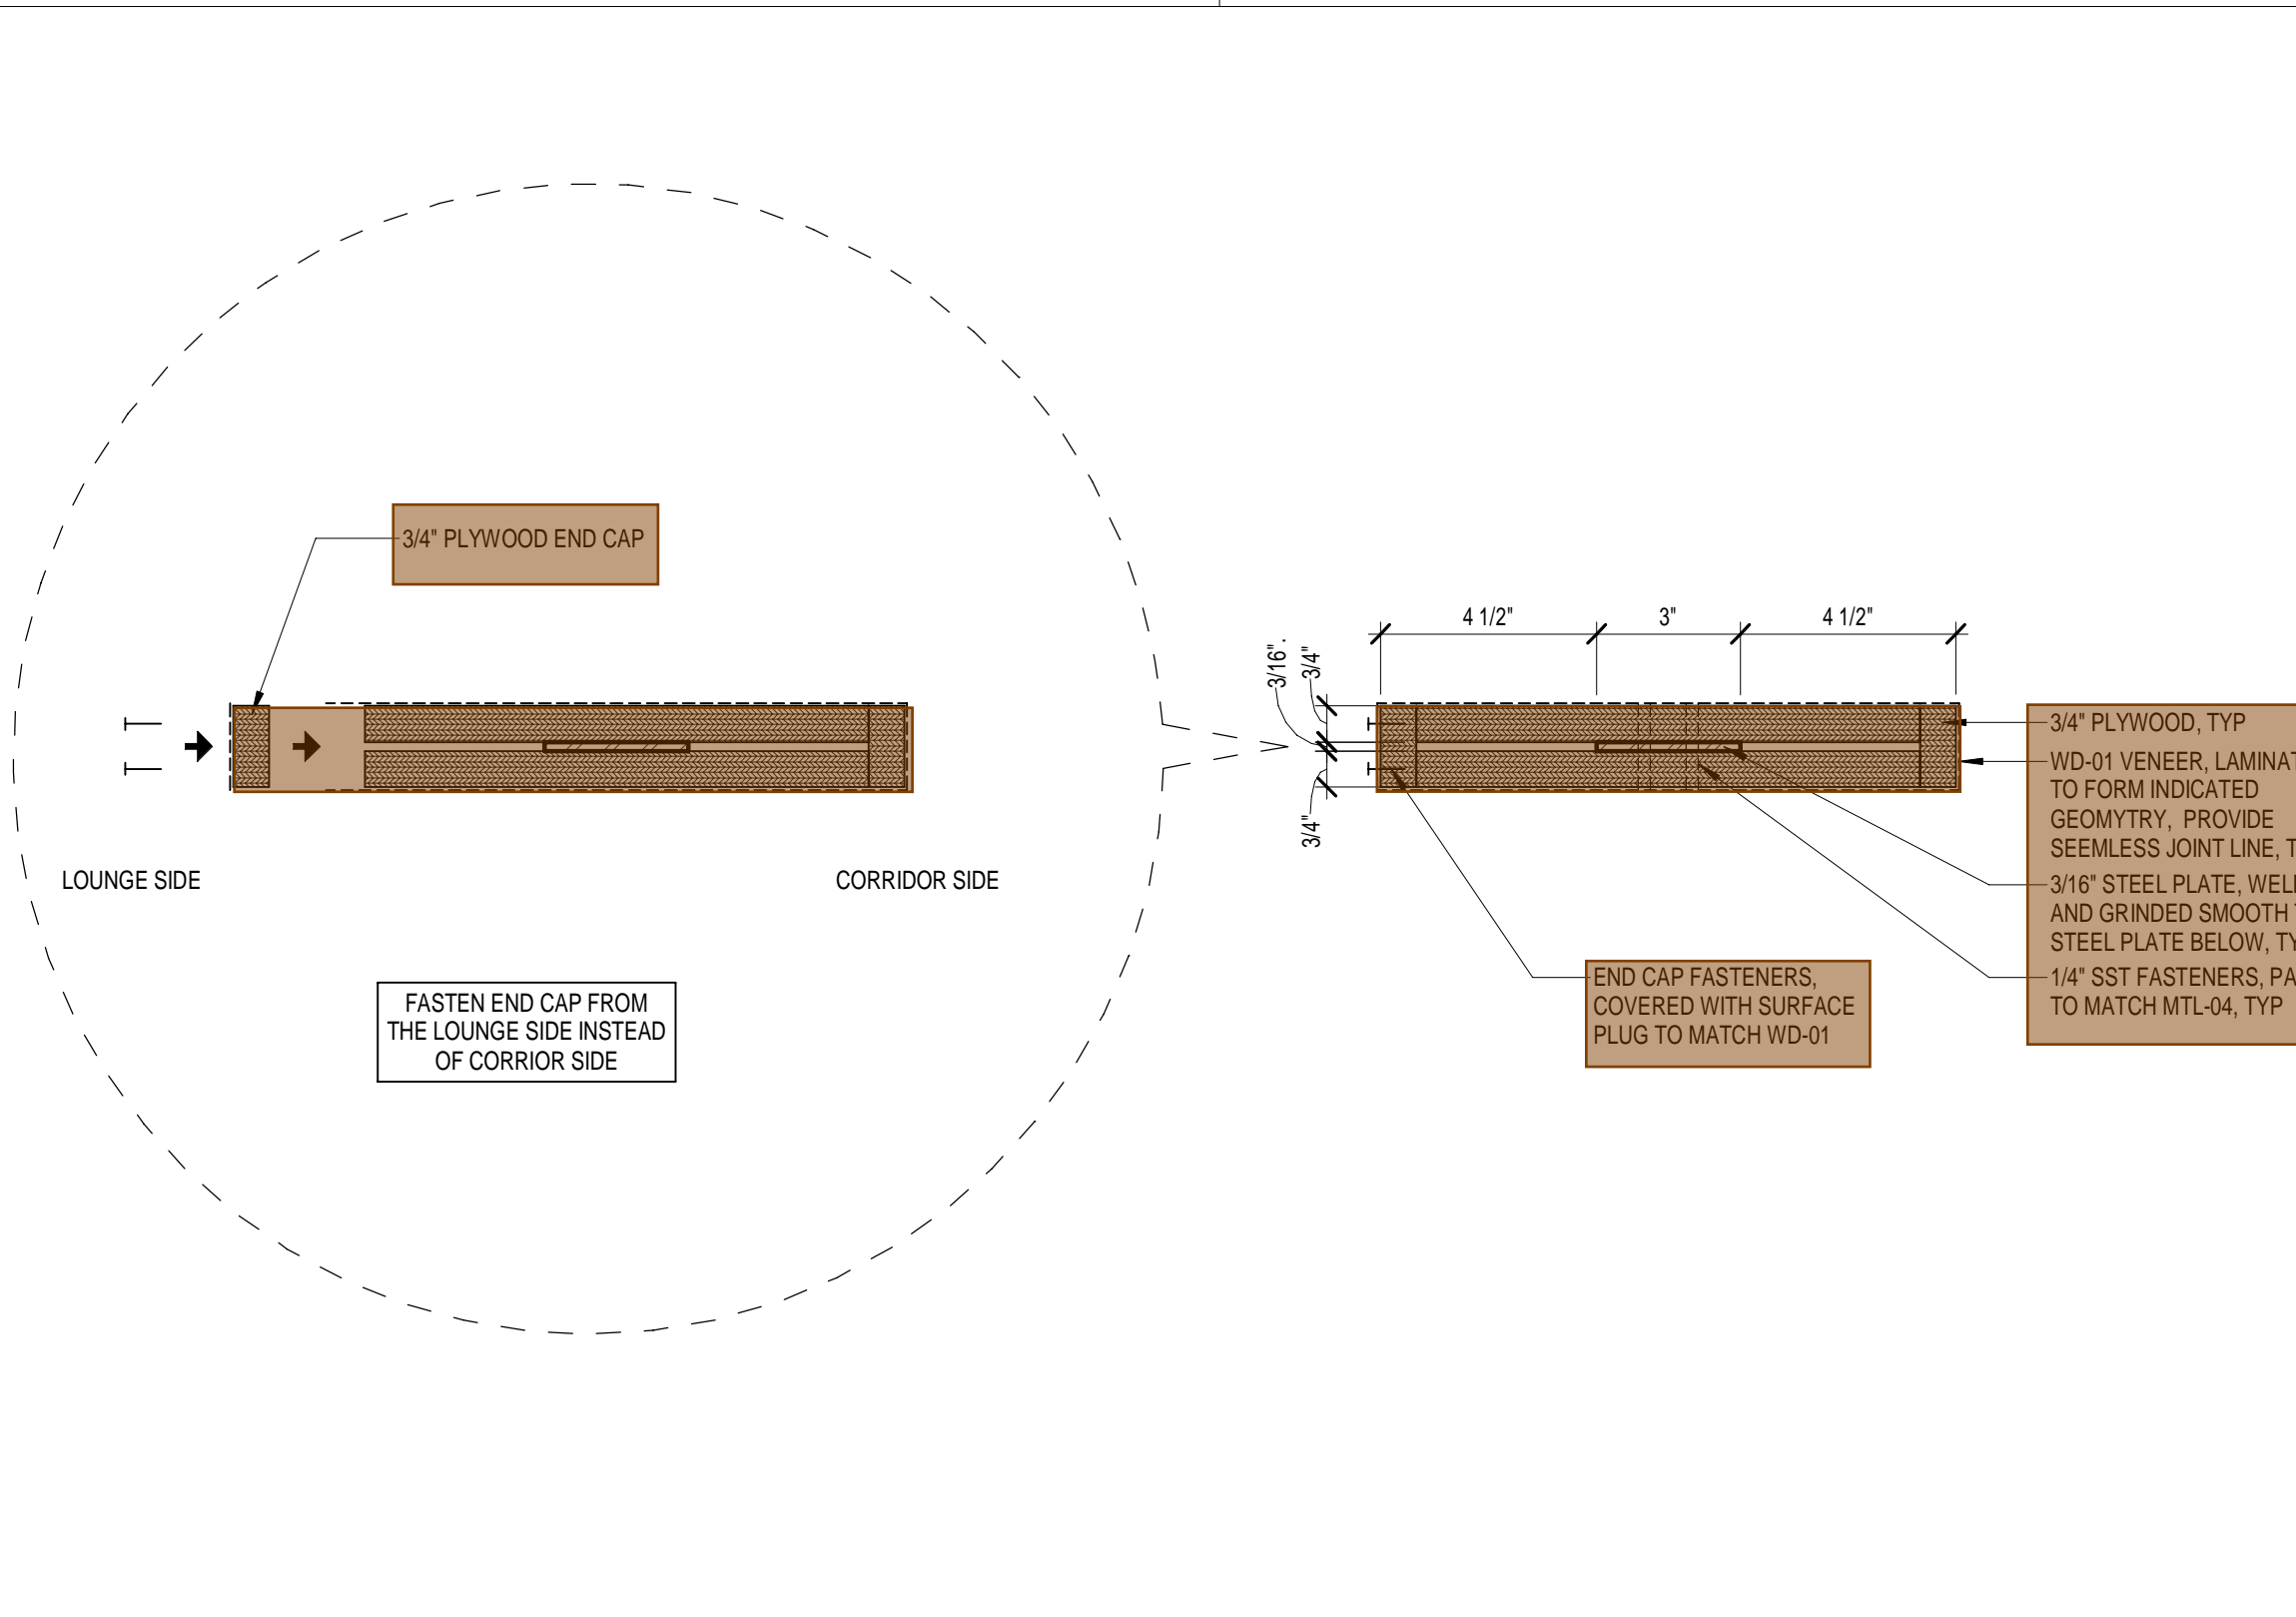 3/4" PLYWOOD END CAP
LOUNGE SIDE
CORRIDOR SIDE
FASTEN END CAP FROM
THE LOUNGE SIDE INSTEAD
OF CORRIOR SIDE
4 1/2"
3"
4 1/2"
3/16".
3/4"
3/4"
3/4" PLYWOOD, TYP
WD-01 VENEER,
TO FORM INDICATED
GEOMYTRY, PROVIDE
SEEMLESS JOINT LINE,
3/16" STEEL PLATE,
AND GRINDED SMOOTH
STEEL PLATE BELOW,
1/4" SST FASTENERS,
TO MATCH MTL-04, TYP
END CAP FASTENERS,
COVERED WITH SURFACE
PLUG TO MATCH WD-01